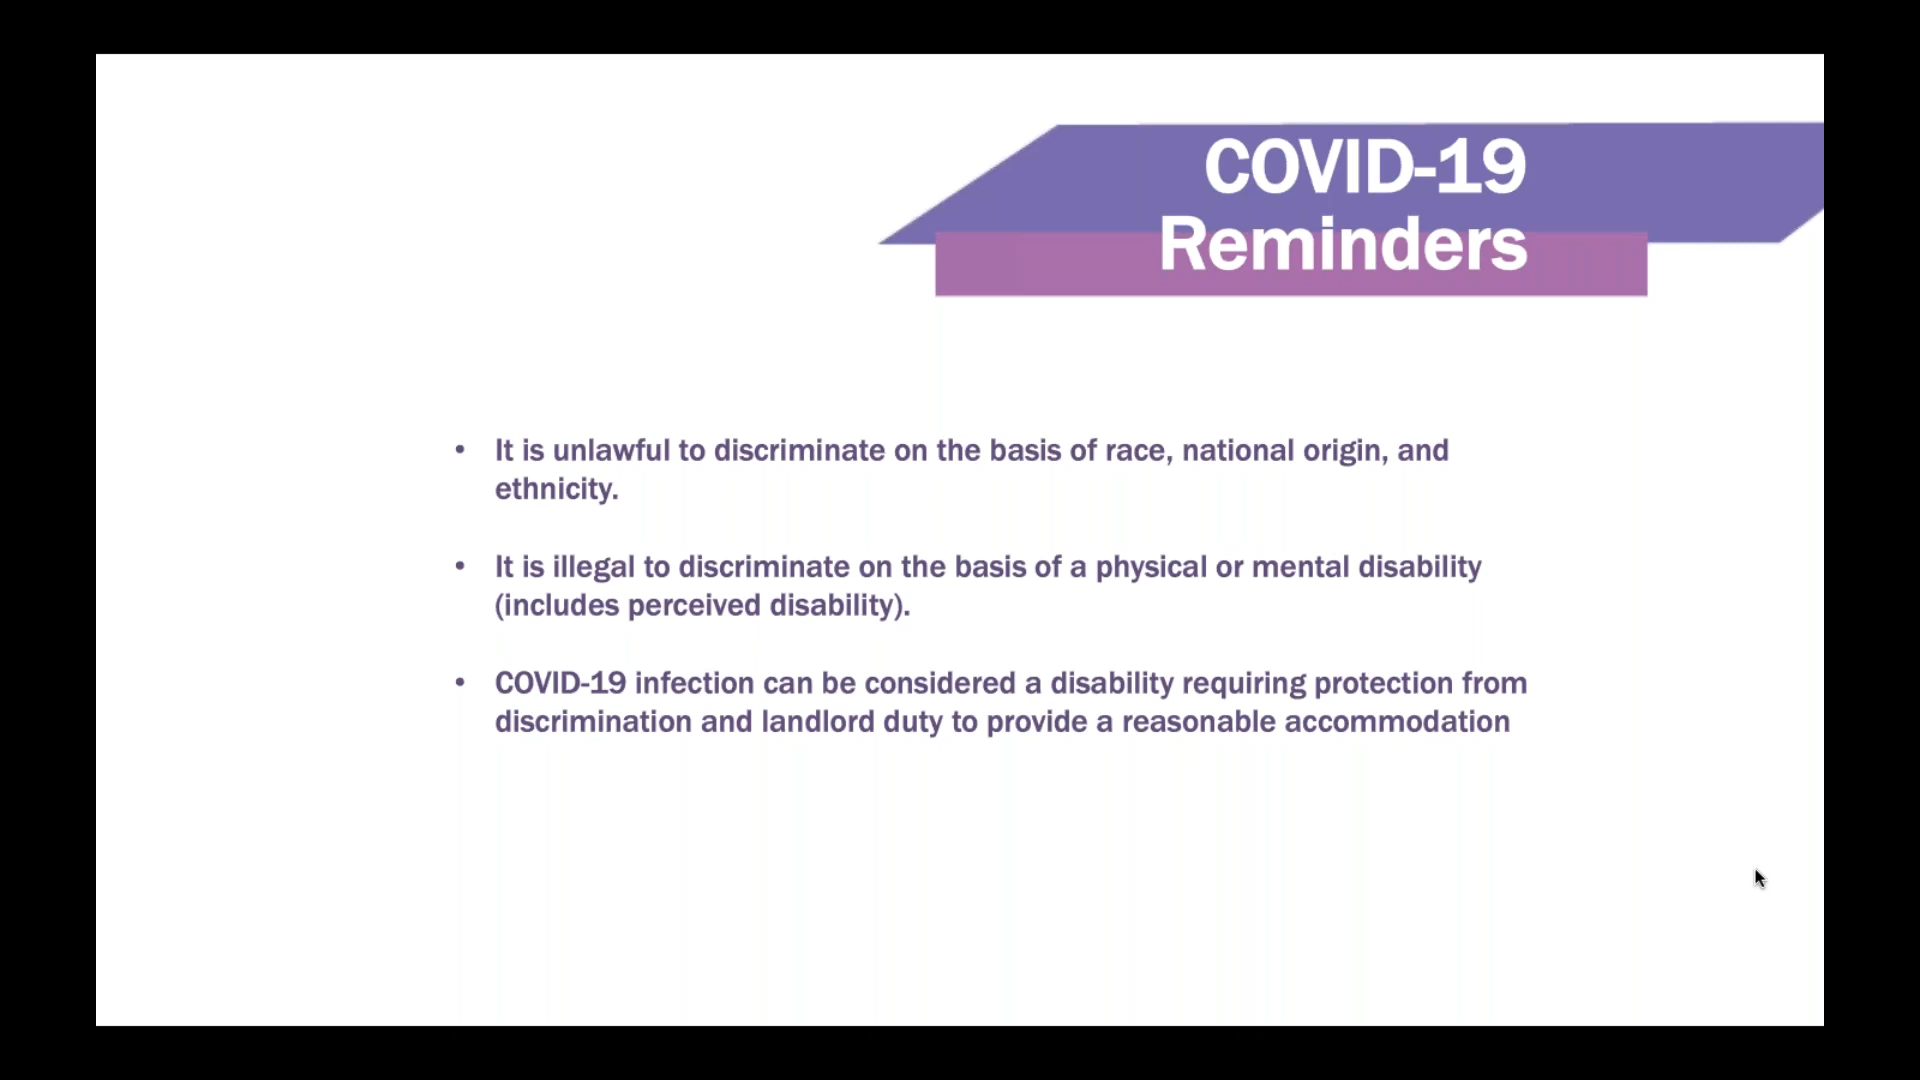 COVID-19
Reminders
• It is unlawful to discriminate on the basis of race, national origin, and
ethnicity.
• It is illegal to discriminate on the basis of a physical or mental disability
(includes perceived disability).
• COVID-19 infection can be considered a disability requiring protection from
discrimination and landlord duty to provide a reasonable accommodation